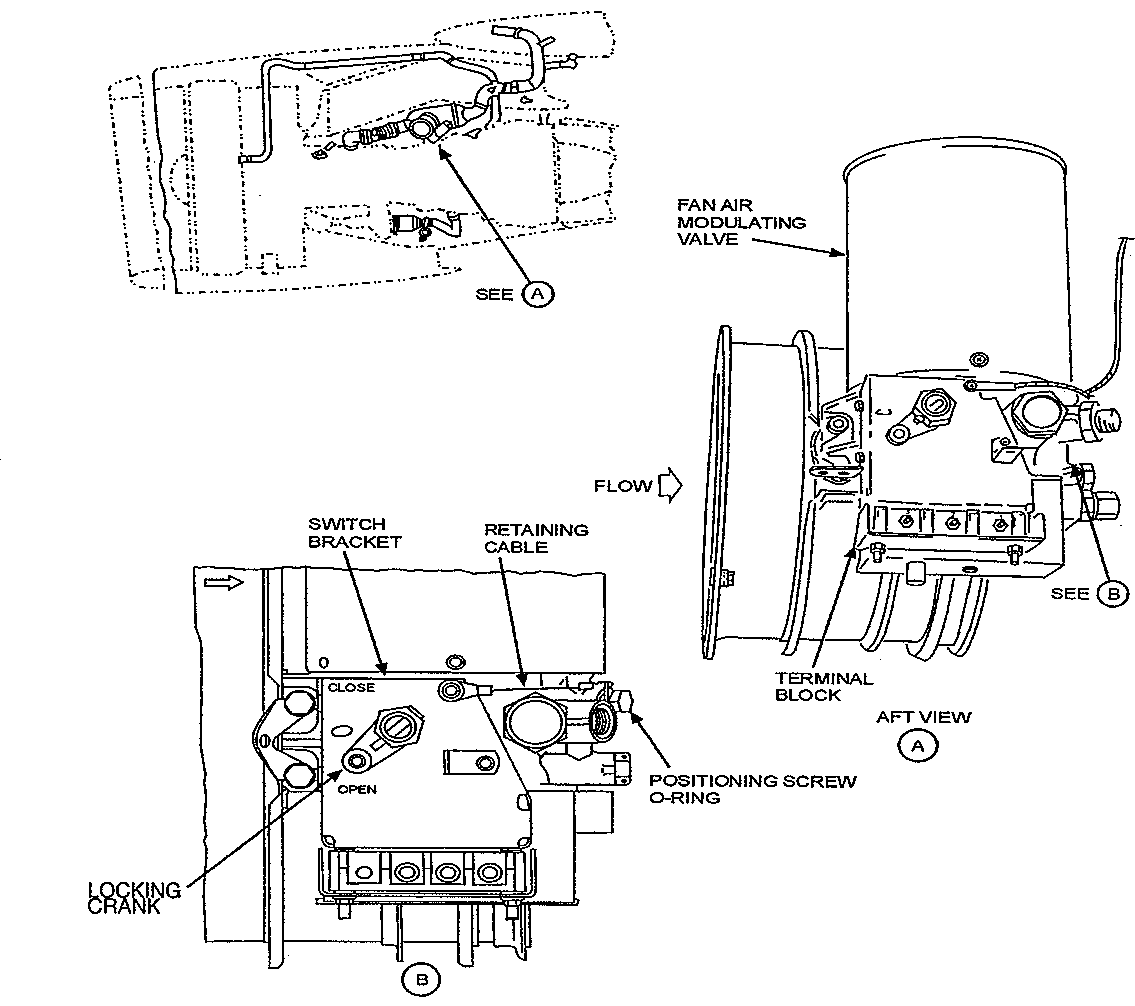 SEE A
FAN AIR
MODULATING
VALVE
FLOW
SEE B
TERMINAL
BLOCK
AFT VIEW
A
SWITCH
BRACKET
RETAINING
CABLE
CLOSE
OPEN
POSITIONING SCREW
O-RING
LOCKING
CRANK
B